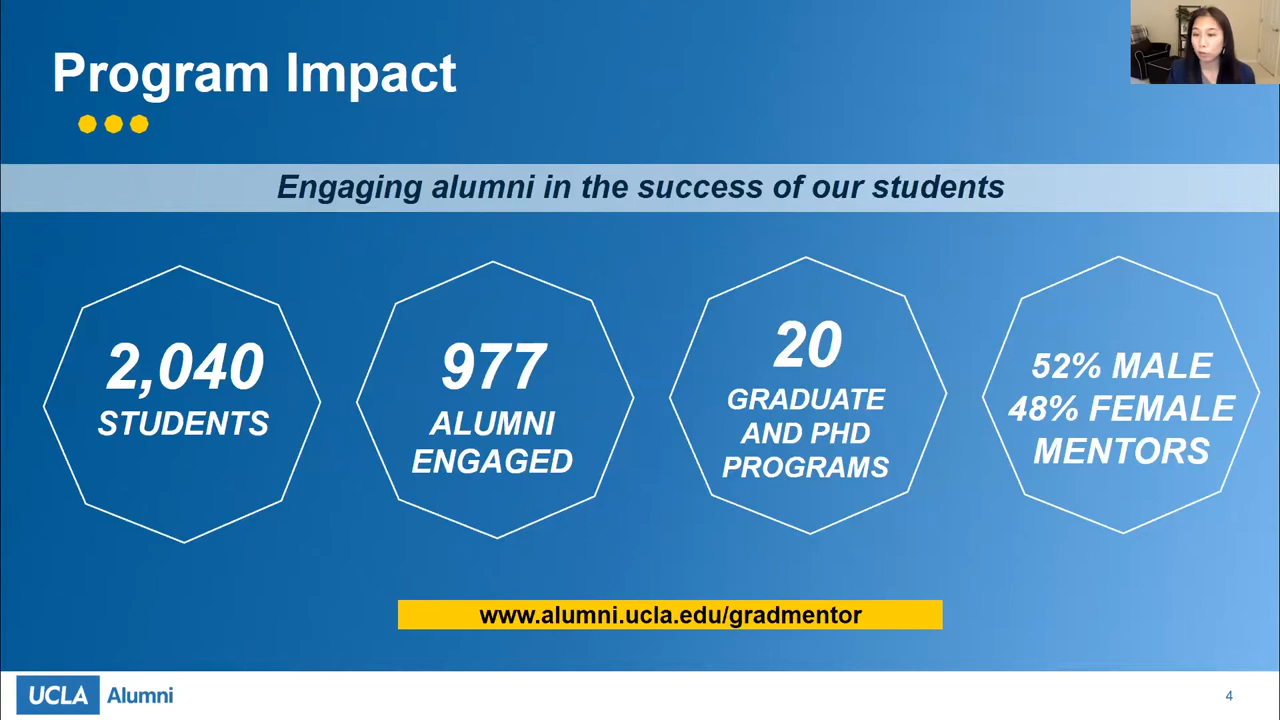 Program Impact
Engaging alumni in the success of our students
2,040
STUDENTS
977
ALUMNI
ENGAGED
20
GRADUATE
AND PHD
PROGRAMS
52% MALE
48% FEMALE
MENTORS
www.alumni.ucla.edu/gradmentor
UCLA Alumni
4